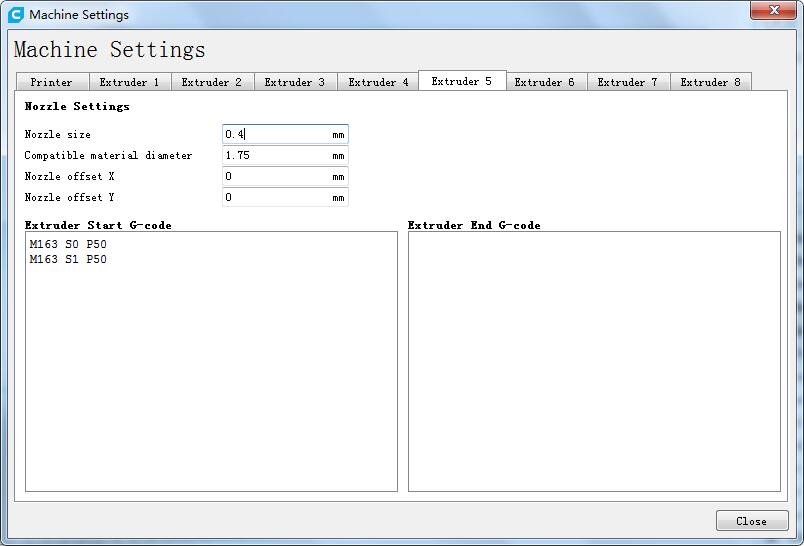 Machine Settings
Machine Settings
Printer Extruder 1 Extruder 2 Extruder 3 Extruder 4 Extruder 5 Extruder 6 Extruder 7 Extruder 8
Nozzle Settings
Nozzle size 0.4 mm
Compatible material diameter 1.75 mm
Nozzle offset X 0 mm
Nozzle offset Y 0 mm
Extruder Start G-code Extruder End G-code
M163 S0 P50
M163 S1 P50
Close